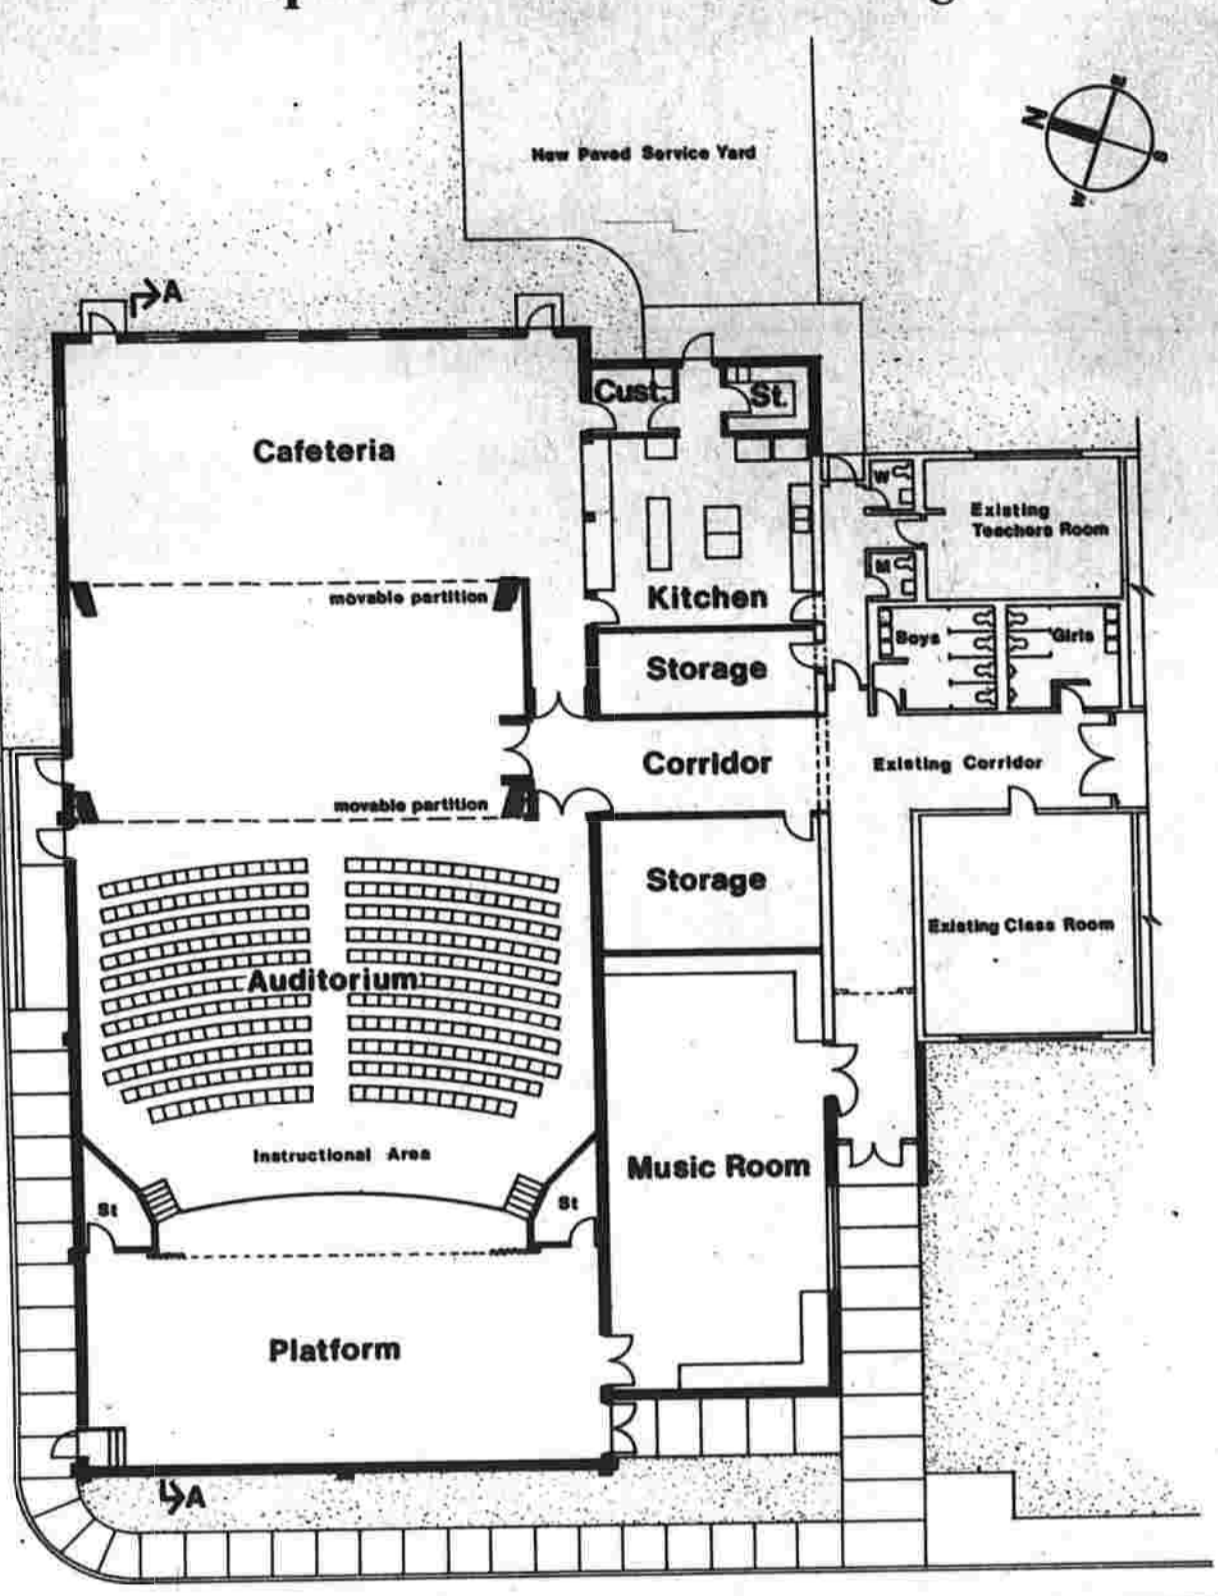 New Paved Service Yard
N
E
S
W
A
Cust.
St.
Cafeteria
W
Existing
Teachers Room
M
movable partition
Kitchen
Boys
Girls
Storage
Corridor
Existing Corridor
movable partition
Storage
Existing Class Room
Auditorium
Instructional Area
Music Room
St
St
Platform
A